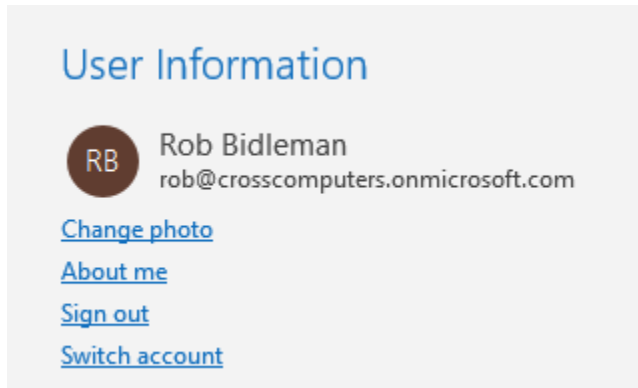 User Information
RB
Rob Bidleman
rob@crosscomputers.onmicrosoft.com
Change photo
About me
Sign out
Switch account